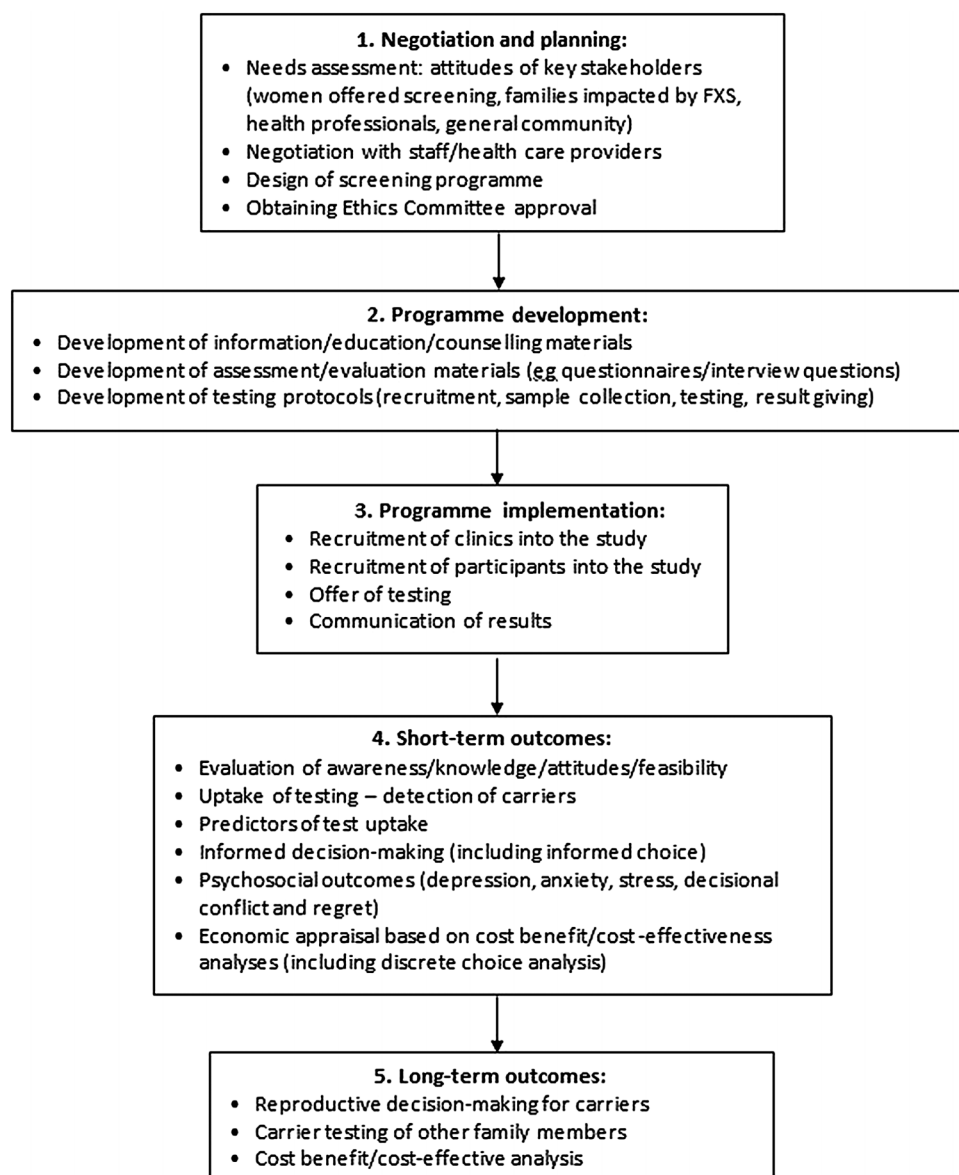 1. Negotiation and planning:
• Needs assessment: attitudes of key stakeholders
(women offered screening, families impacted by FXS,
health professionals, general community)
• Negotiation with staff/health care providers
• Design of screening programme
• Obtaining Ethics Committee approval
2. Programme development:
• Development of information/education/counselling materials
• Development of assessment/evaluation materials (eg questionnaires/interview questions)
• Development of testing protocols (recruitment, sample collection, testing, result giving)
3. Programme implementation:
• Recruitment of clinics into the study
• Recruitment of participants into the study
• Offer of testing
• Communication of results
4. Short-term outcomes:
• Evaluation of awareness/knowledge/attitudes/feasibility
• Uptake of testing – detection of carriers
• Predictors of test uptake
• Informed decision-making (including informed choice)
• Psychosocial outcomes (depression, anxiety, stress, decisional
conflict and regret)
• Economic appraisal based on cost benefit/cost-effectiveness
analyses (including discrete choice analysis)
5. Long-term outcomes:
• Reproductive decision-making for carriers
• Carrier testing of other family members
• Cost benefit/cost-effective analysis